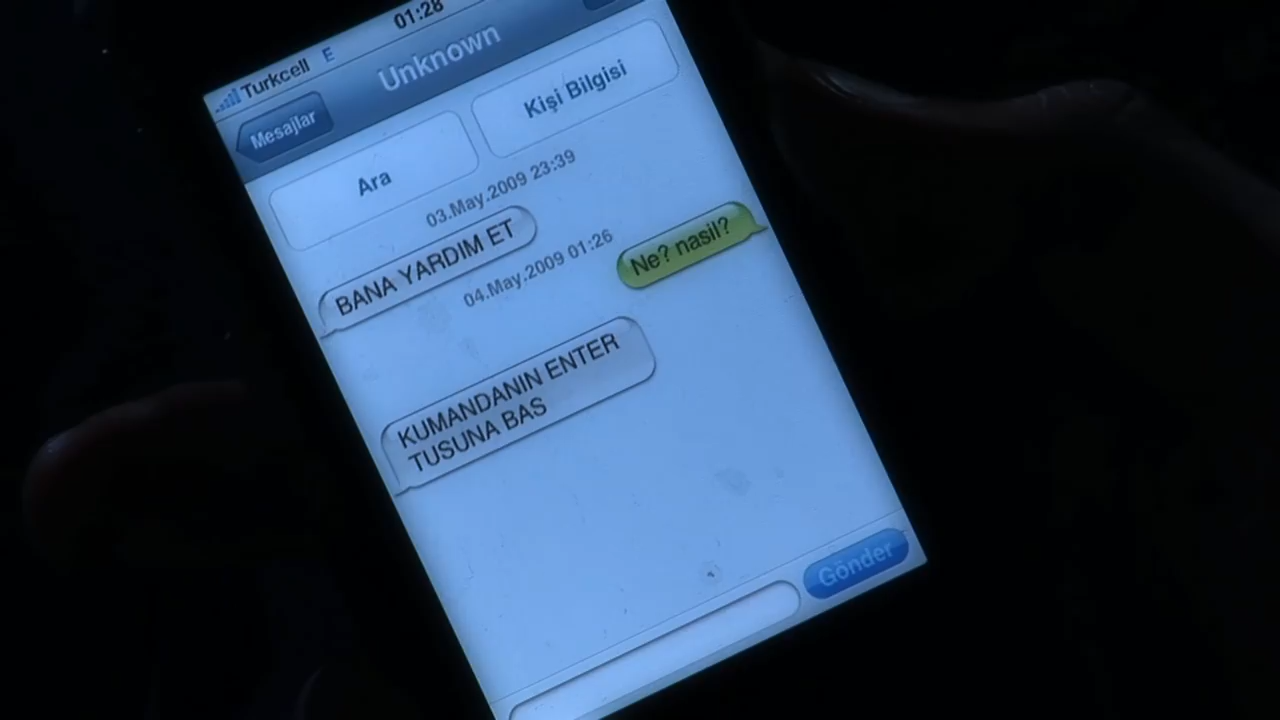 Turkcell E 01:28
Mesajlar
Unknown
Ara
Kişi Bilgisi
03.May.2009 23:39
BANA YARDIM ET
04.May.2009 01:26
Ne? nasil?
KUMANDANIN ENTER
TUSUNA BAS
Gönder